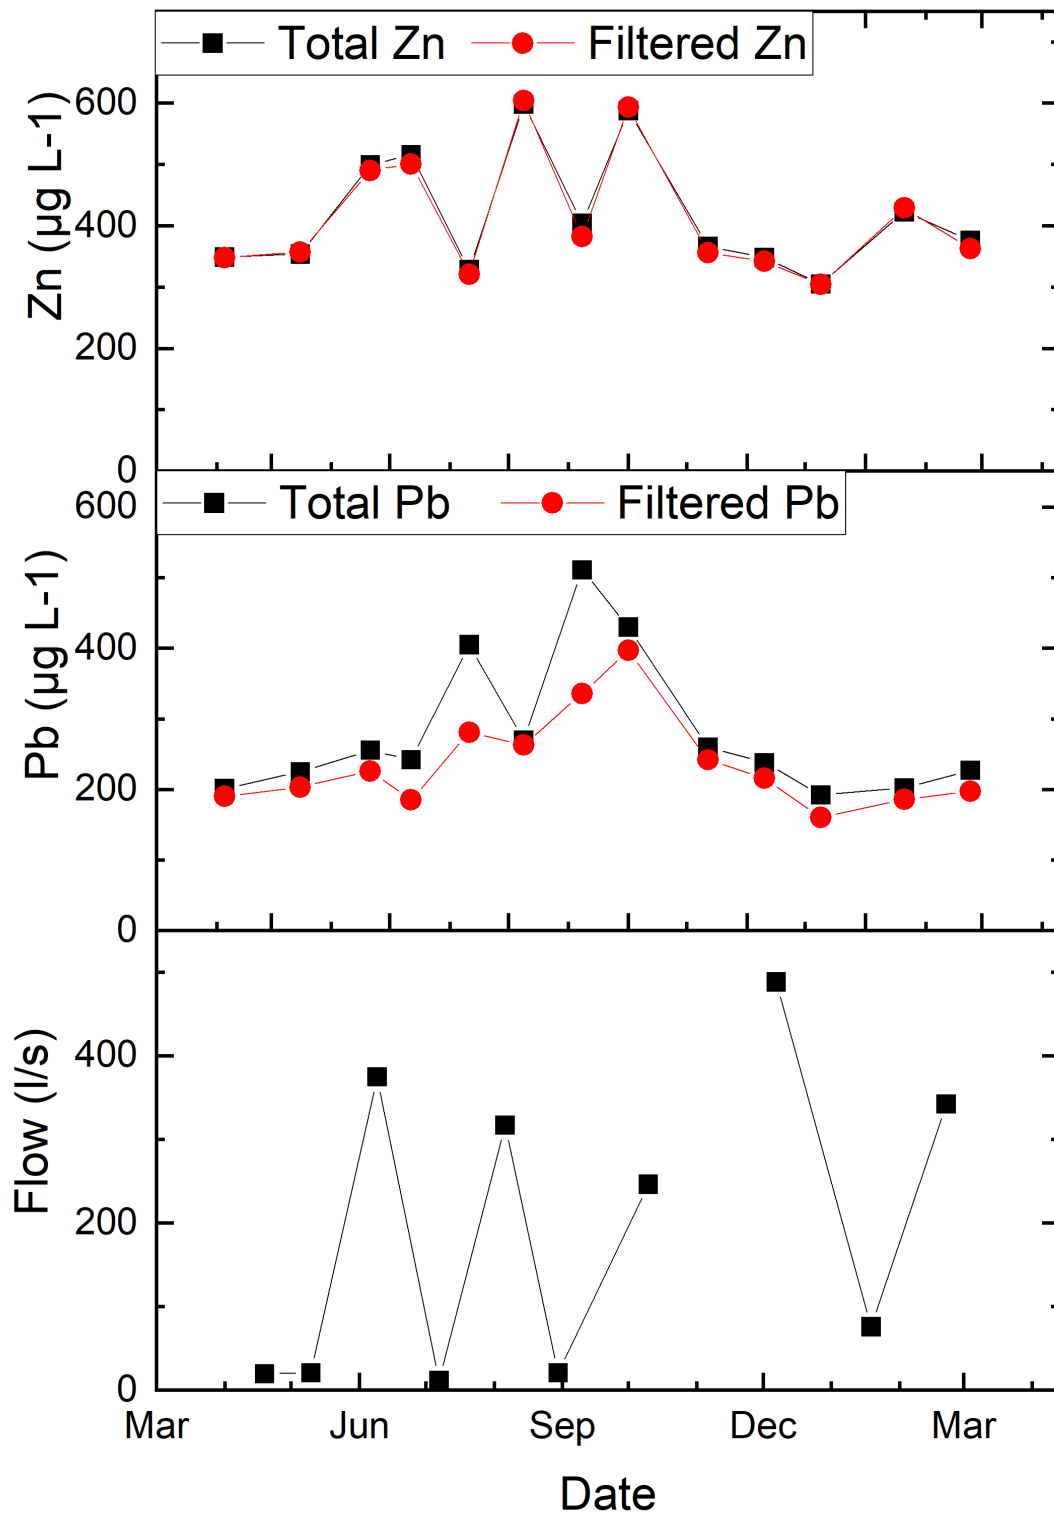 Total Zn Filtered Zn
600
400
200
0
Zn (µg L-1)
Total Pb Filtered Pb
600
400
200
0
Pb (µg L-1)
400
200
0
Flow (l/s)
Mar Jun Sep Dec Mar
Date